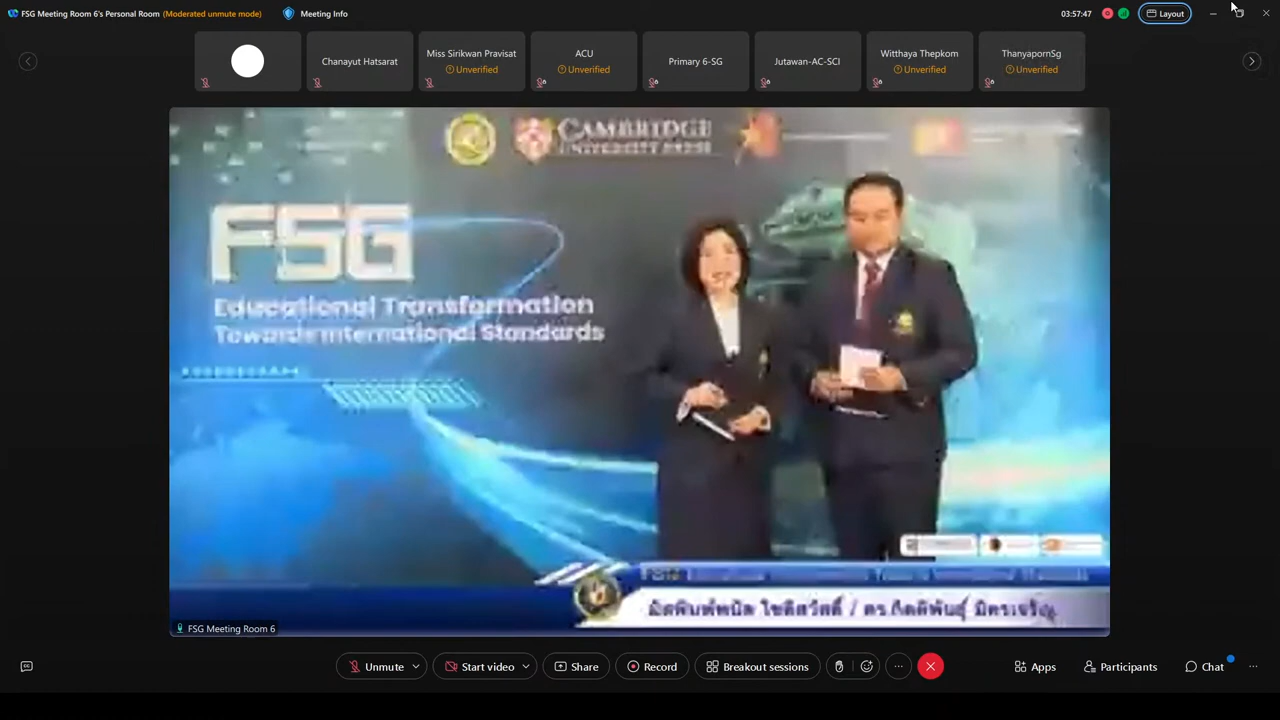 FSG Meeting Room 6's Personal Room (Moderated unmute mode)
Meeting Info
03:57:47
Layout
Chanayut Hatsarat
Miss Sirikwan Pravisat
Unverified
ACU
Unverified
Primary 6-SG
Jutawan-AC-SCI
Witthaya Thepkom
Unverified
ThanyapornSg
Unverified
CAMBRIDGE
UNIVERSITY PRESS
FSG
Educational Transformation
Towards International Standards
FSG Meeting Room 6
Unmute
Start video
Share
Record
Breakout sessions
Apps
Participants
Chat